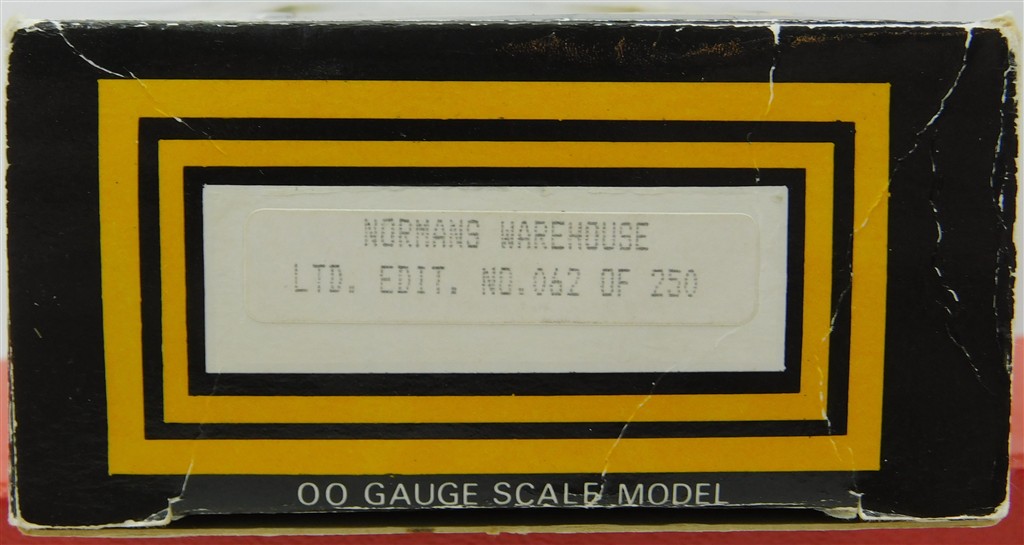 NORMANS WAREHOUSE
LTD. EDIT. NO.062 OF 250
OO GAUGE SCALE MODEL